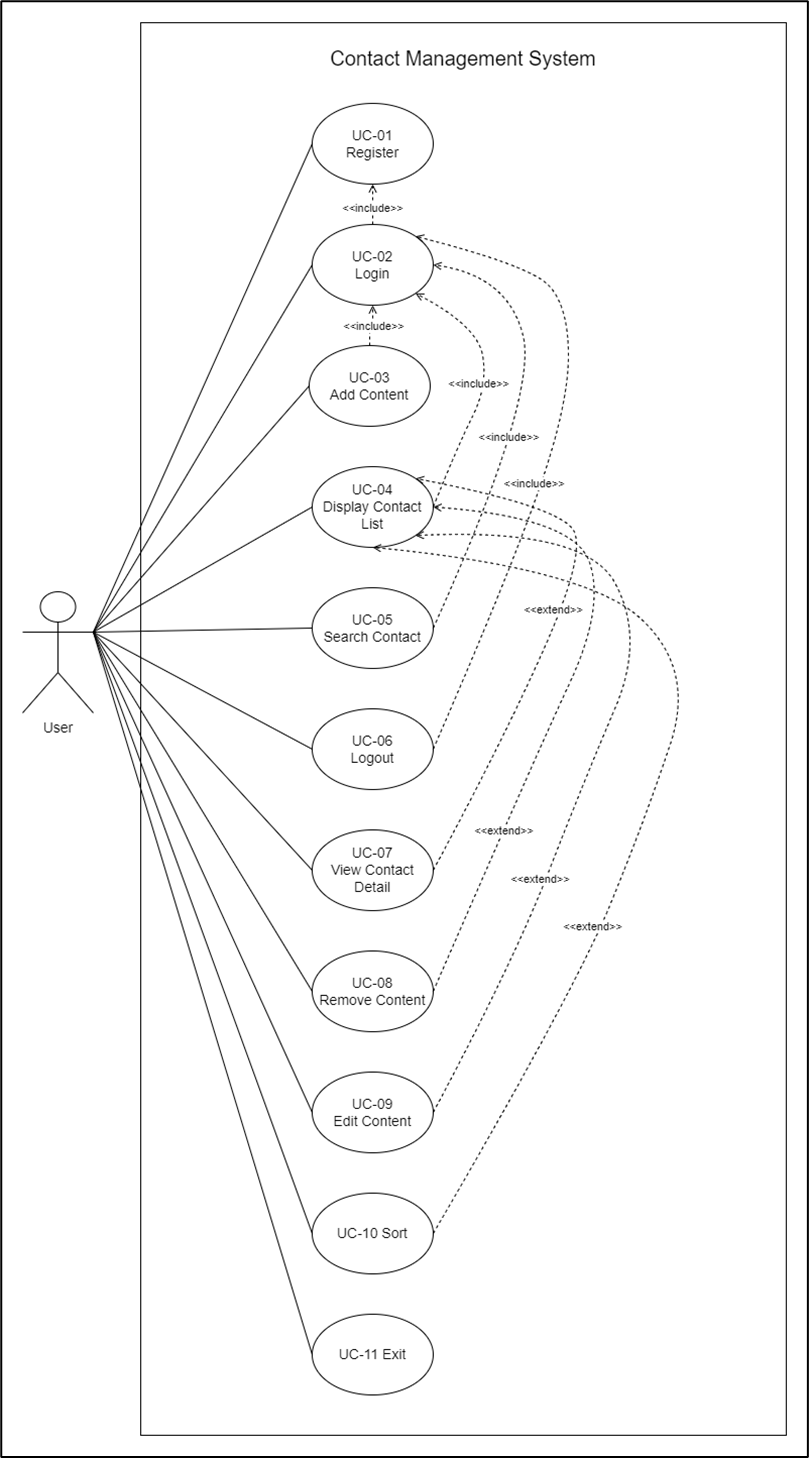 Contact Management System
UC-01
Register
<<include>>
UC-02
Login
<<include>>
UC-03
Add Content
<<include>>
<<include>>
<<include>>
UC-04
Display Contact
List
<<extend>>
UC-05
Search Contact
User
UC-06
Logout
<<extend>>
UC-07
View Contact
Detail
<<extend>>
<<extend>>
UC-08
Remove Content
UC-09
Edit Content
UC-10 Sort
UC-11 Exit